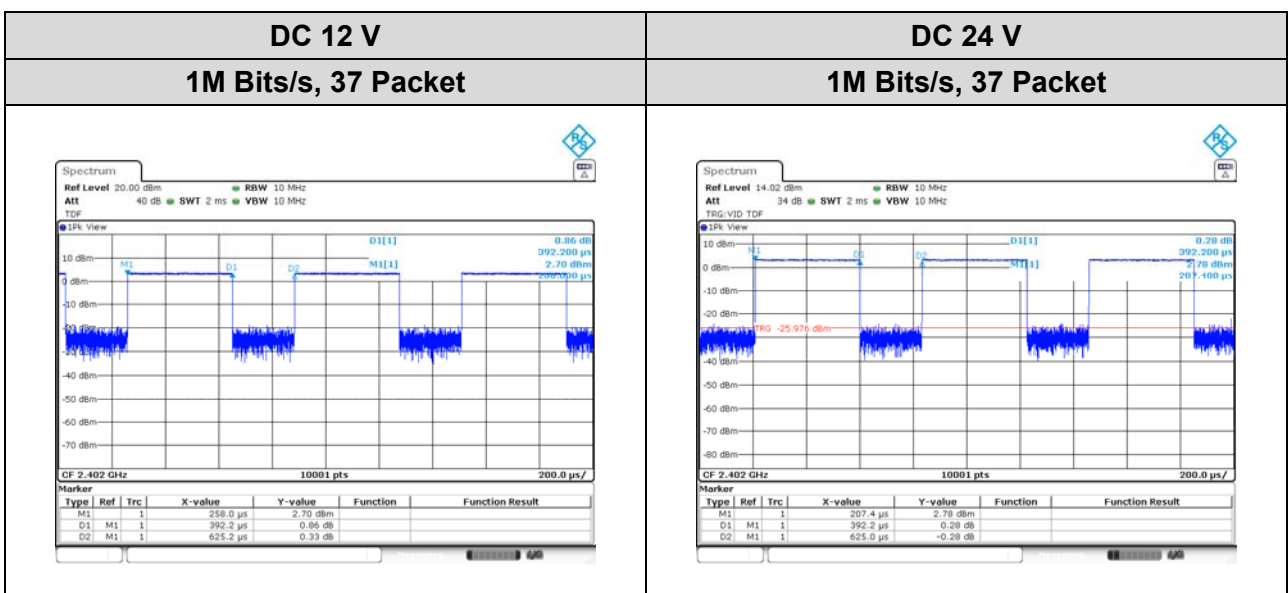 DC 12 V
1M Bits/s, 37 Packet
R&S
Spectrum
Ref Level 20.00 dBm RBW 10 MHz
Att 40 dB SWT 2 ms VBW 10 MHz
TDF
1Pk View
D1[1] 0.86 dB
392.200 µs
M1[1] 2.70 dBm
10 dBm
M1
D1
D2
0 dBm
-10 dBm
-40 dBm
-50 dBm
-60 dBm
-70 dBm
CF 2.402 GHz 10001 pts 200.0 µs/
Marker
Type Ref Trc X-value Y-value Function Function Result
M1 1 258.0 µs 2.70 dBm
D1 M1 1 392.2 µs 0.86 dB
D2 M1 1 625.2 µs 0.33 dB
DC 24 V
1M Bits/s, 37 Packet
R&S
Spectrum
Ref Level 14.02 dBm RBW 10 MHz
Att 34 dB SWT 2 ms VBW 10 MHz
TRG:VID TDF
1Pk View
D1[1] 0.28 dB
392.200 µs
M1[1] 2.78 dBm
207.400 µs
10 dBm
M1
D1
D2
0 dBm
-10 dBm
-20 dBm
TRG -25.976 dBm
-40 dBm
-50 dBm
-60 dBm
-70 dBm
-80 dBm
CF 2.402 GHz 10001 pts 200.0 µs/
Marker
Type Ref Trc X-value Y-value Function Function Result
M1 1 207.4 µs 2.78 dBm
D1 M1 1 392.2 µs 0.28 dB
D2 M1 1 625.0 µs -0.28 dB